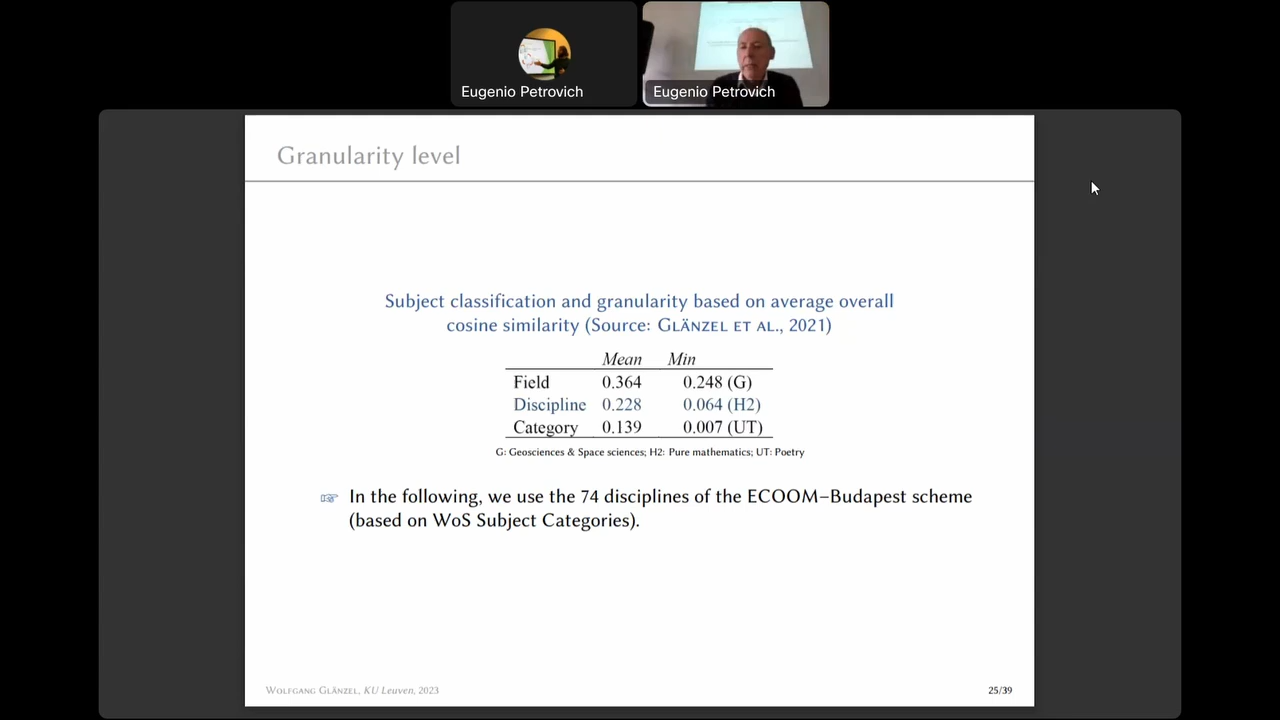 Eugenio Petrovich
Eugenio Petrovich
Granularity level
Subject classification and granularity based on average overall
cosine similarity (Source: GLÄNZEL ET AL., 2021)
Mean Min
Field 0.364 0.248 (G)
Discipline 0.228 0.064 (H2)
Category 0.139 0.007 (UT)
G: Geosciences & Space sciences; H2: Pure mathematics; UT: Poetry
☞ In the following, we use the 74 disciplines of the ECOOM–Budapest scheme
(based on WoS Subject Categories).
WOLFGANG GLÄNZEL, KU Leuven, 2023
25/39